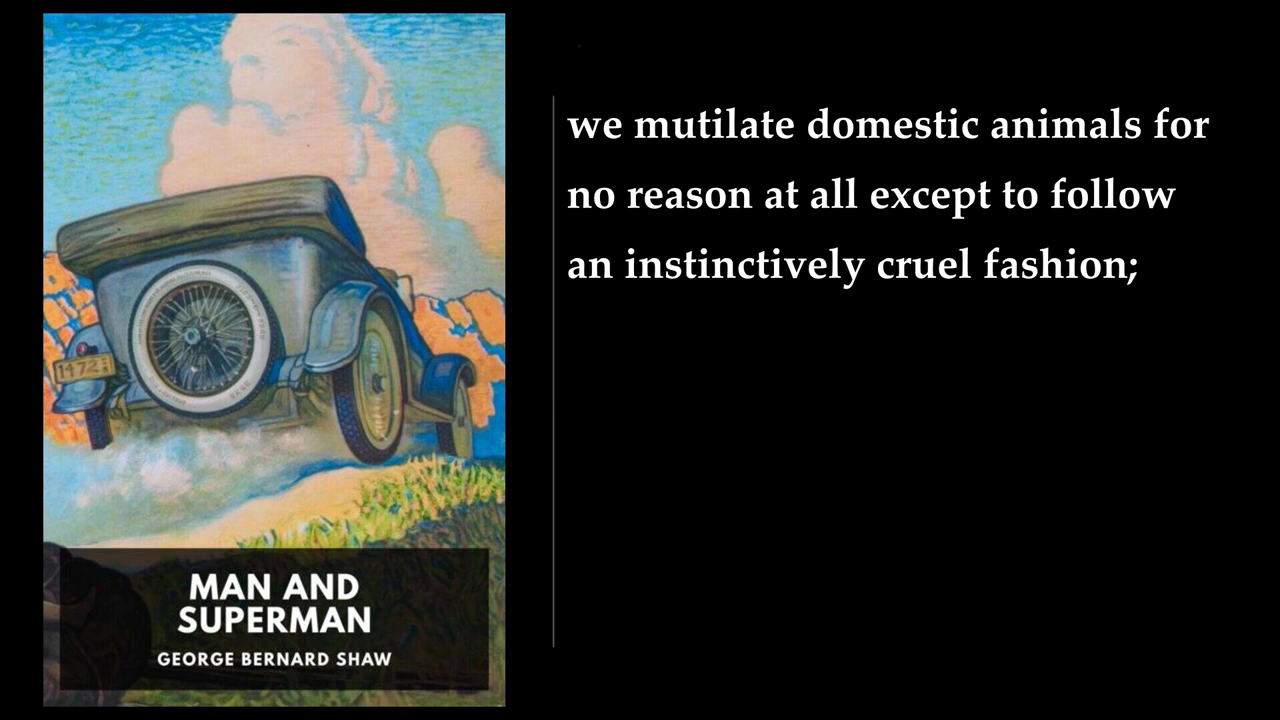 we mutilate domestic animals for
no reason at all except to follow
an instinctively cruel fashion;
1472
MAN AND
SUPERMAN
GEORGE BERNARD SHAW